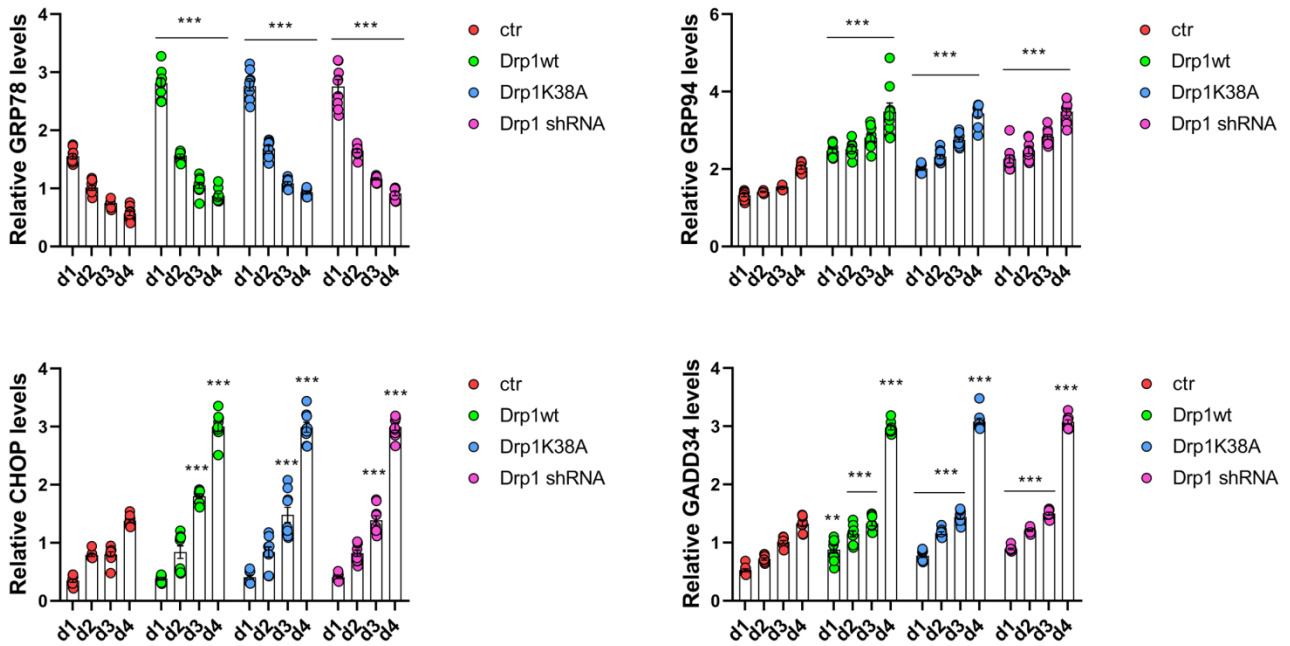 Relative GRP78 levels
4
3
2
1
0
*** *** ***
d1 d2 d3 d4 d1 d2 d3 d4 d1 d2 d3 d4 d1 d2 d3 d4
ctr
Drp1wt
Drp1K38A
Drp1 shRNA
Relative GRP94 levels
6
4
2
0
***
*** ***
d1 d2 d3 d4 d1 d2 d3 d4 d1 d2 d3 d4 d1 d2 d3 d4
ctr
Drp1wt
Drp1K38A
Drp1 shRNA
Relative CHOP levels
4
3
2
1
0
*** *** ***
*** *** ***
d1 d2 d3 d4 d1 d2 d3 d4 d1 d2 d3 d4 d1 d2 d3 d4
ctr
Drp1wt
Drp1K38A
Drp1 shRNA
Relative GADD34 levels
4
3
2
1
0
*** *** ***
** *** *** ***
d1 d2 d3 d4 d1 d2 d3 d4 d1 d2 d3 d4 d1 d2 d3 d4
ctr
Drp1wt
Drp1K38A
Drp1 shRNA